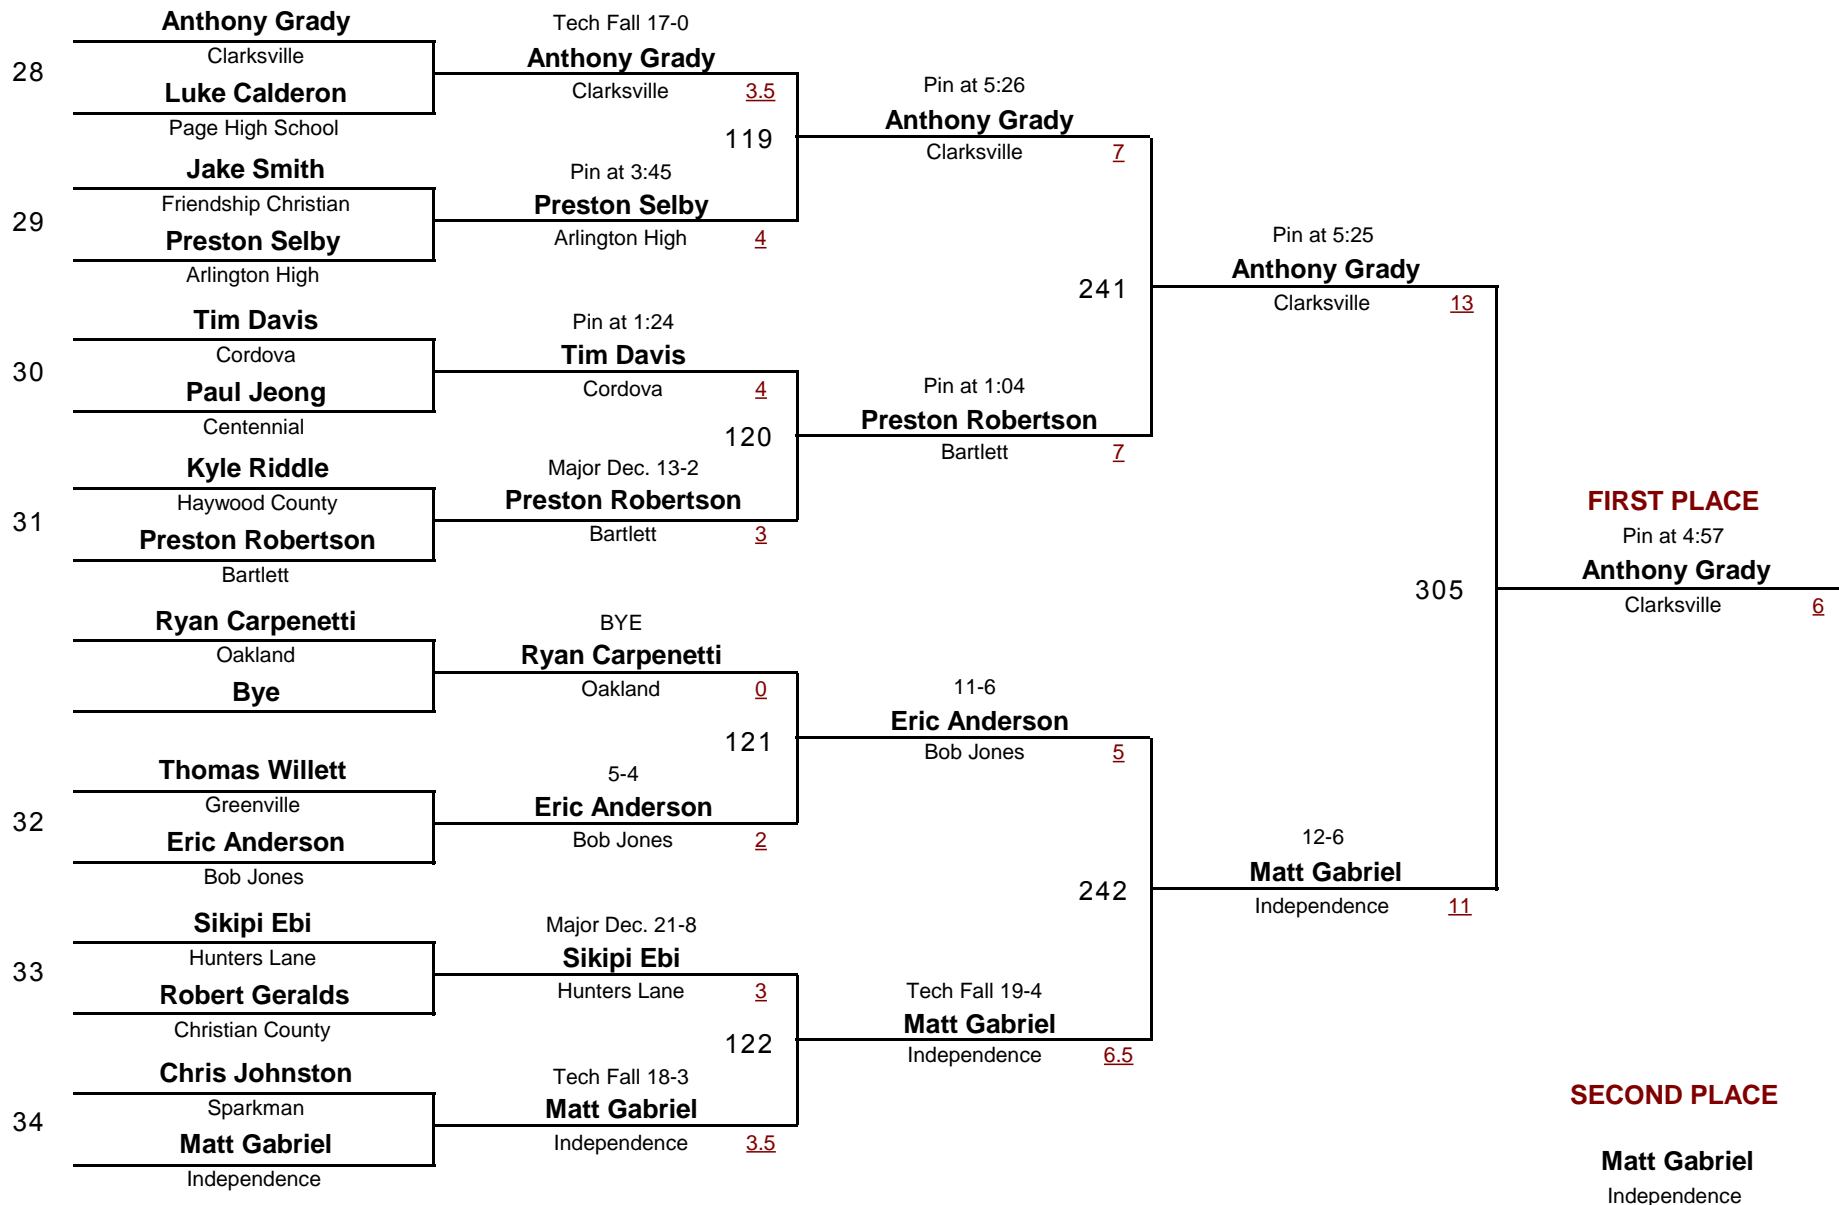 Anthony Grady
Clarksville
28
Luke Calderon
Page High School
Jake Smith
Friendship Christian
29
Preston Selby
Arlington High
Tim Davis
Cordova
30
Paul Jeong
Centennial
Kyle Riddle
Haywood County
31
Preston Robertson
Bartlett
Ryan Carpenetti
Oakland
Bye
Thomas Willett
Greenville
32
Eric Anderson
Bob Jones
Sikipi Ebi
Hunters Lane
33
Robert Geralds
Christian County
Chris Johnston
Sparkman
34
Matt Gabriel
Independence
Tech Fall 17-0
Anthony Grady
Clarksville 3.5
119
Pin at 3:45
Preston Selby
Arlington High 4
Pin at 1:24
Tim Davis
Cordova 4
120
Major Dec. 13-2
Preston Robertson
Bartlett 3
BYE
Ryan Carpenetti
Oakland 0
121
5-4
Eric Anderson
Bob Jones 2
Major Dec. 21-8
Sikipi Ebi
Hunters Lane 3
122
Tech Fall 18-3
Matt Gabriel
Independence 3.5
Pin at 5:26
Anthony Grady
Clarksville 7
241
Pin at 1:04
Preston Robertson
Bartlett 7
11-6
Eric Anderson
Bob Jones 5
242
Tech Fall 19-4
Matt Gabriel
Independence 6.5
Pin at 5:25
Anthony Grady
Clarksville 13
305
12-6
Matt Gabriel
Independence 11
FIRST PLACE
Pin at 4:57
Anthony Grady
Clarksville 6
SECOND PLACE
Matt Gabriel
Independence